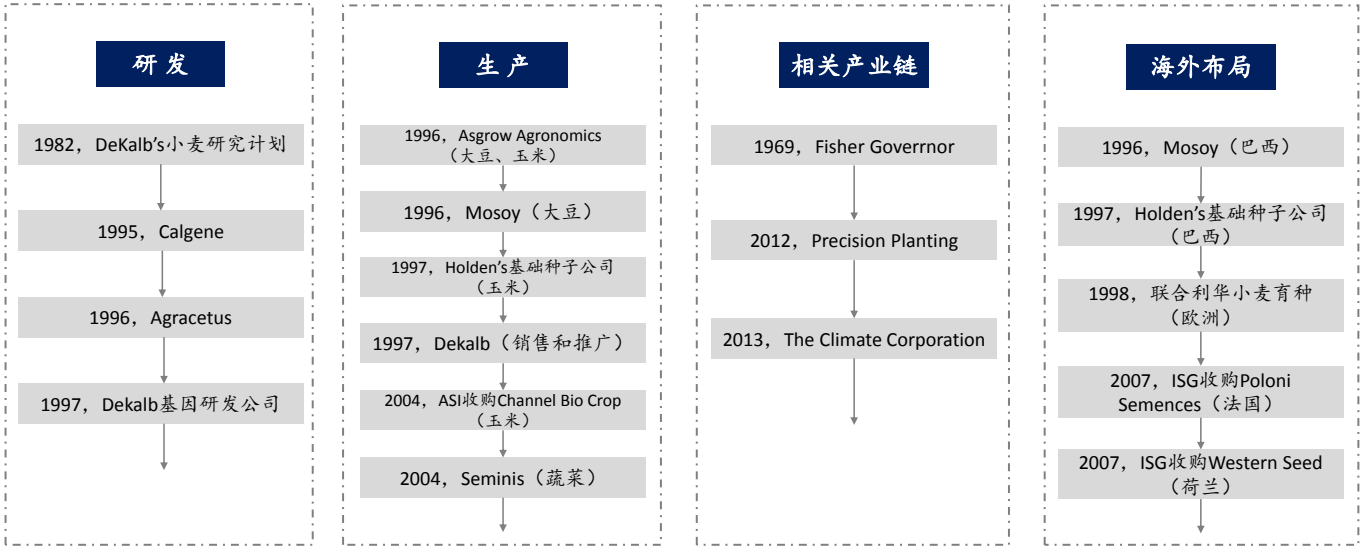 研 发
1982，DeKalb's小麦研究计划
1995，Calgene
1996，Agracetus
1997，Dekalb基因研发公司
生 产
1996，Asgrow Agronomics
（大豆、玉米）
1996，Mosoy（大豆）
1997，Holden's基础种子公司
（玉米）
1997，Dekalb（销售和推广）
2004，ASI收购Channel Bio Crop
（玉米）
2004，Seminis（蔬菜）
相关产业链
1969，Fisher Goverrnor
2012，Precision Planting
2013，The Climate Corporation
海外布局
1996，Mosoy（巴西）
1997，Holden's基础种子公司
（巴西）
1998，联合利华小麦育种
（欧洲）
2007，ISG收购Poloni
Semences（法国）
2007，ISG收购Western Seed
（荷兰）